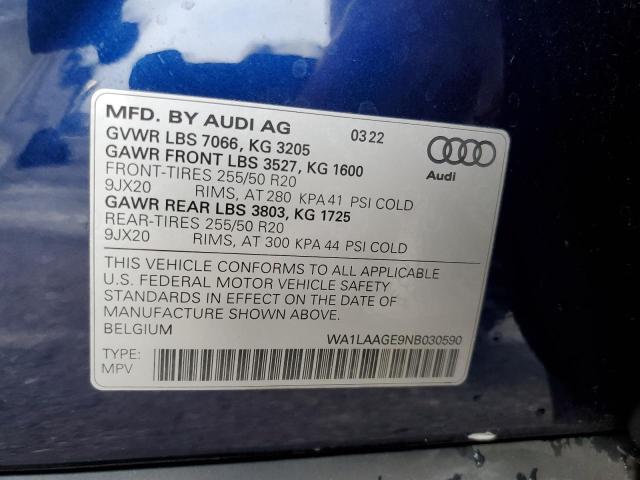 MFD. BY AUDI AG 03 22
GVWR LBS 7066, KG 3205
GAWR FRONT LBS 3527, KG 1600
FRONT-TIRES 255/50 R20
9JX20 RIMS, AT 280 KPA 41 PSI COLD
GAWR REAR LBS 3803, KG 1725
REAR-TIRES 255/50 R20
9JX20 RIMS, AT 300 KPA 44 PSI COLD
Audi
THIS VEHICLE CONFORMS TO ALL APPLICABLE
U.S. FEDERAL MOTOR VEHICLE SAFETY
STANDARDS IN EFFECT ON THE DATE OF
MANUFACTURE SHOWN ABOVE.
BELGIUM WA1LAAGE9NB030590
TYPE:
MPV